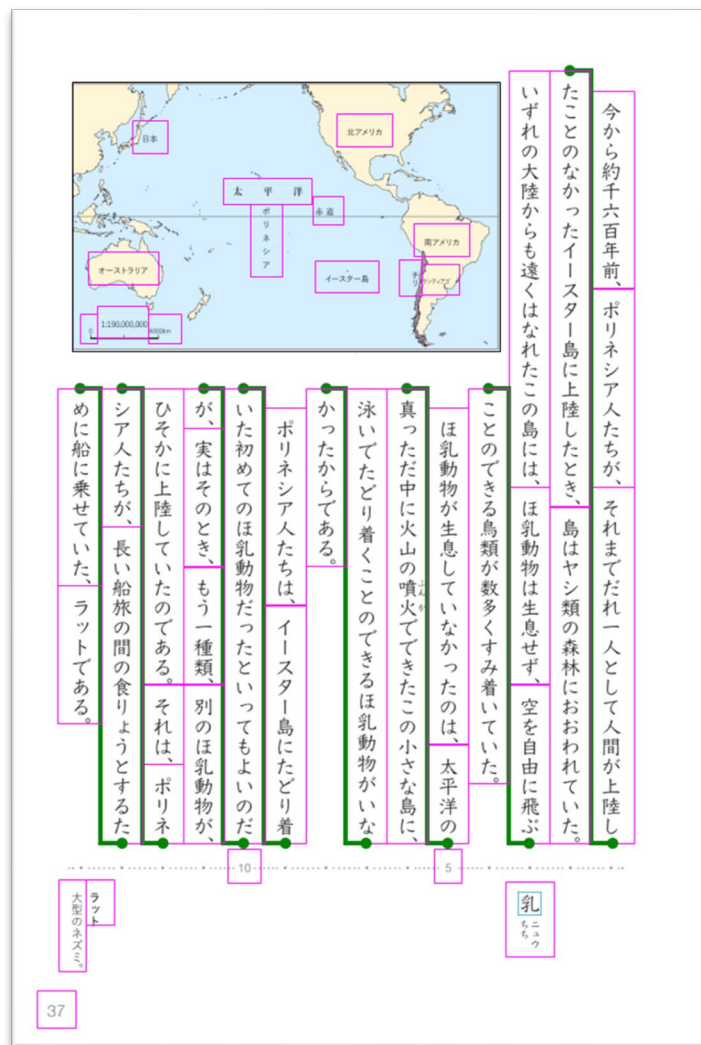 日本
北アメリカ
太平洋
赤道
ポリネシア
南アメリカ
オーストラリア
イースター島
チリ
サンティアゴ
1:190,000,000
0 4000km
今から約千六百年前、ポリネシア人たちが、それまでだれ一人として人間が上陸し
たことのなかったイースター島に上陸したとき、島はヤシ類の森林におおわれていた。
いずれの大陸からも遠くはなれたこの島には、ほ乳動物は生息せず、空を自由に飛ぶ
ことのできる鳥類が数多くすみ着いていた。
ほ乳動物が生息していなかったのは、太平洋の
真っただ中に火山の噴火でできたこの小さな島に、
ふんか
泳いでたどり着くことのできるほ乳動物がいな
かったからである。
ポリネシア人たちは、イースター島にたどり着
いた初めてのほ乳動物だったといってもよいのだ
が、実はそのとき、もう一種類、別のほ乳動物が、
ひそかに上陸していたのである。それは、ポリネ
シア人たちが、長い船旅の間の食りょうとするた
めに船に乗せていた、ラットである。
5
10
乳
ニュウ
ちち
ラット
大型のネズミ。
37